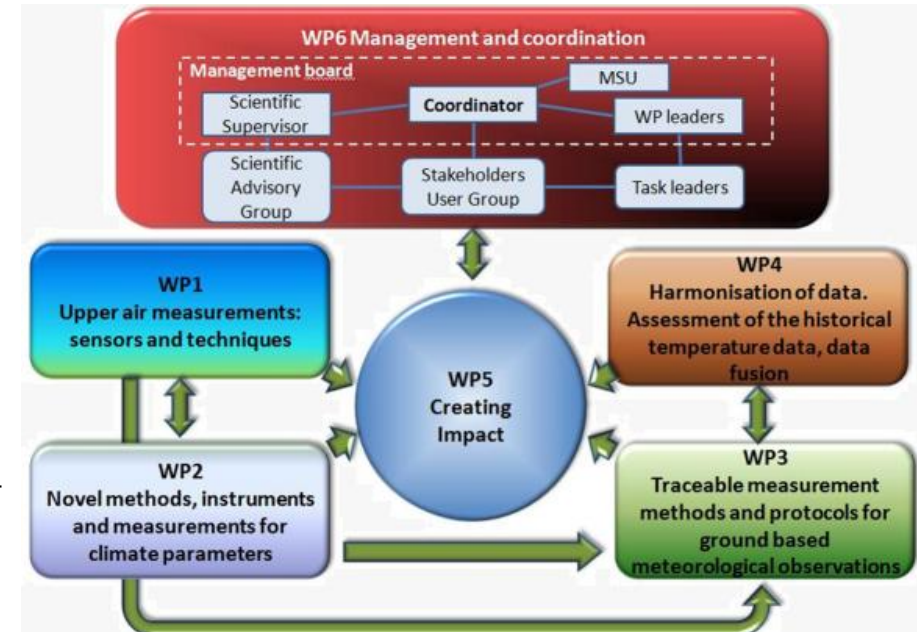 WP6 Management and coordination
Management board
MSU
Scientific
Supervisor
Coordinator
WP leaders
Scientific
Advisory
Group
Stakeholders
User Group
Task leaders
WP1
Upper air measurements:
sensors and techniques
WP4
Harmonisation of data.
Assessment of the historical
temperature data, data
fusion
WP5
Creating
Impact
WP2
Novel methods, instruments
and measurements for
climate parameters
WP3
Traceable measurement
methods and protocols for
ground based
meteorological observations